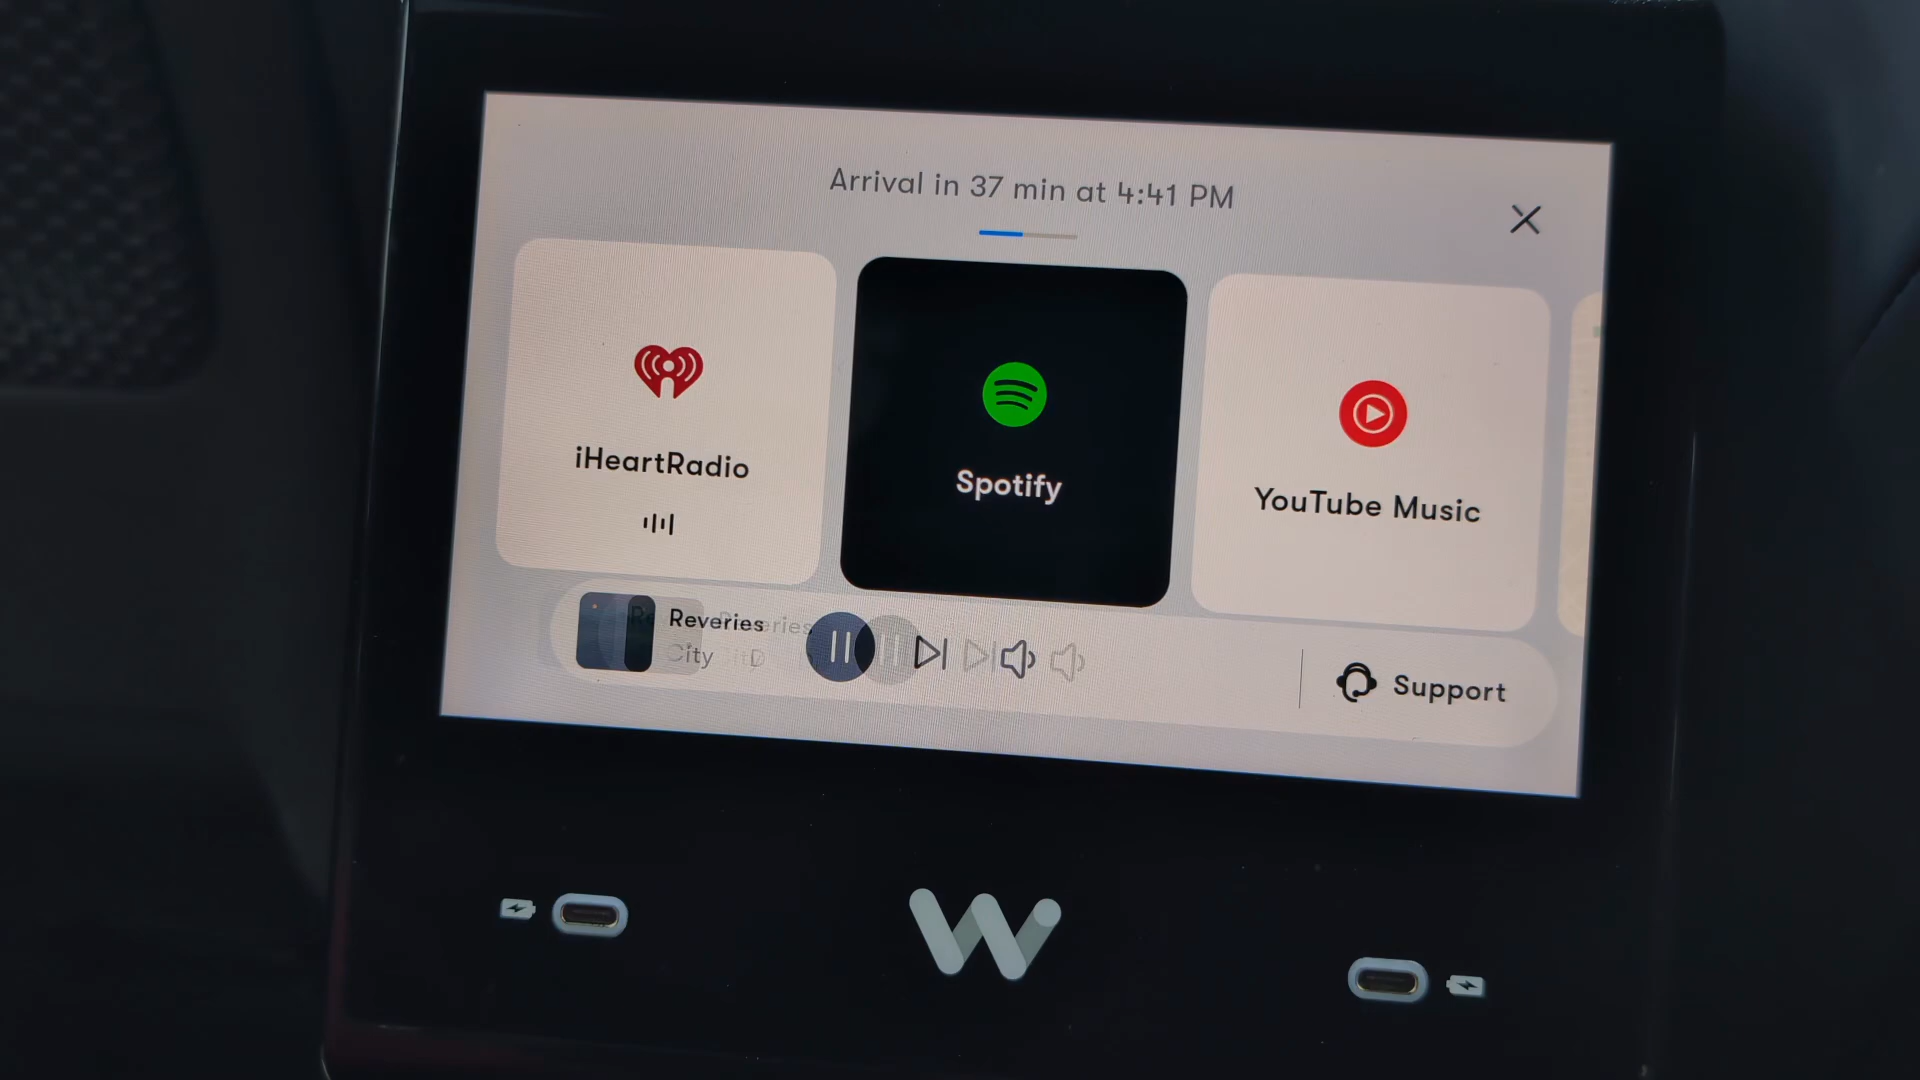 Arrival in 37 min at 4:41 PM
iHeartRadio
Spotify
YouTube Music
Reveries
City
Support